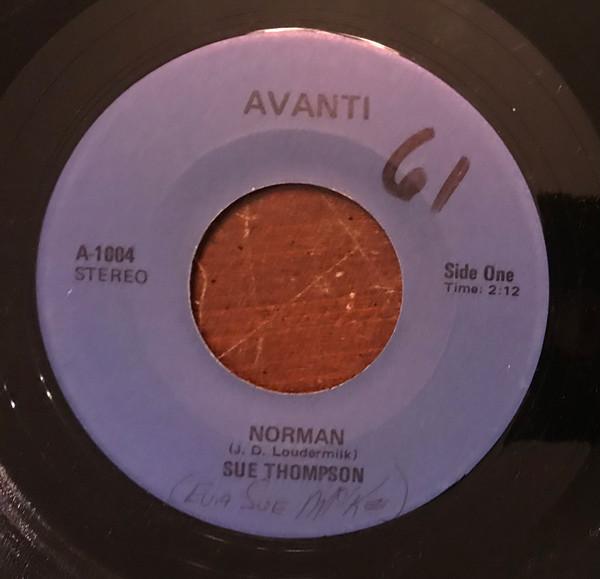 AVANTI
61
A-1004
STEREO
Side One
Time: 2:12
NORMAN
(J. D. Loudermilk)
SUE THOMPSON
(EVA SUE McKee)